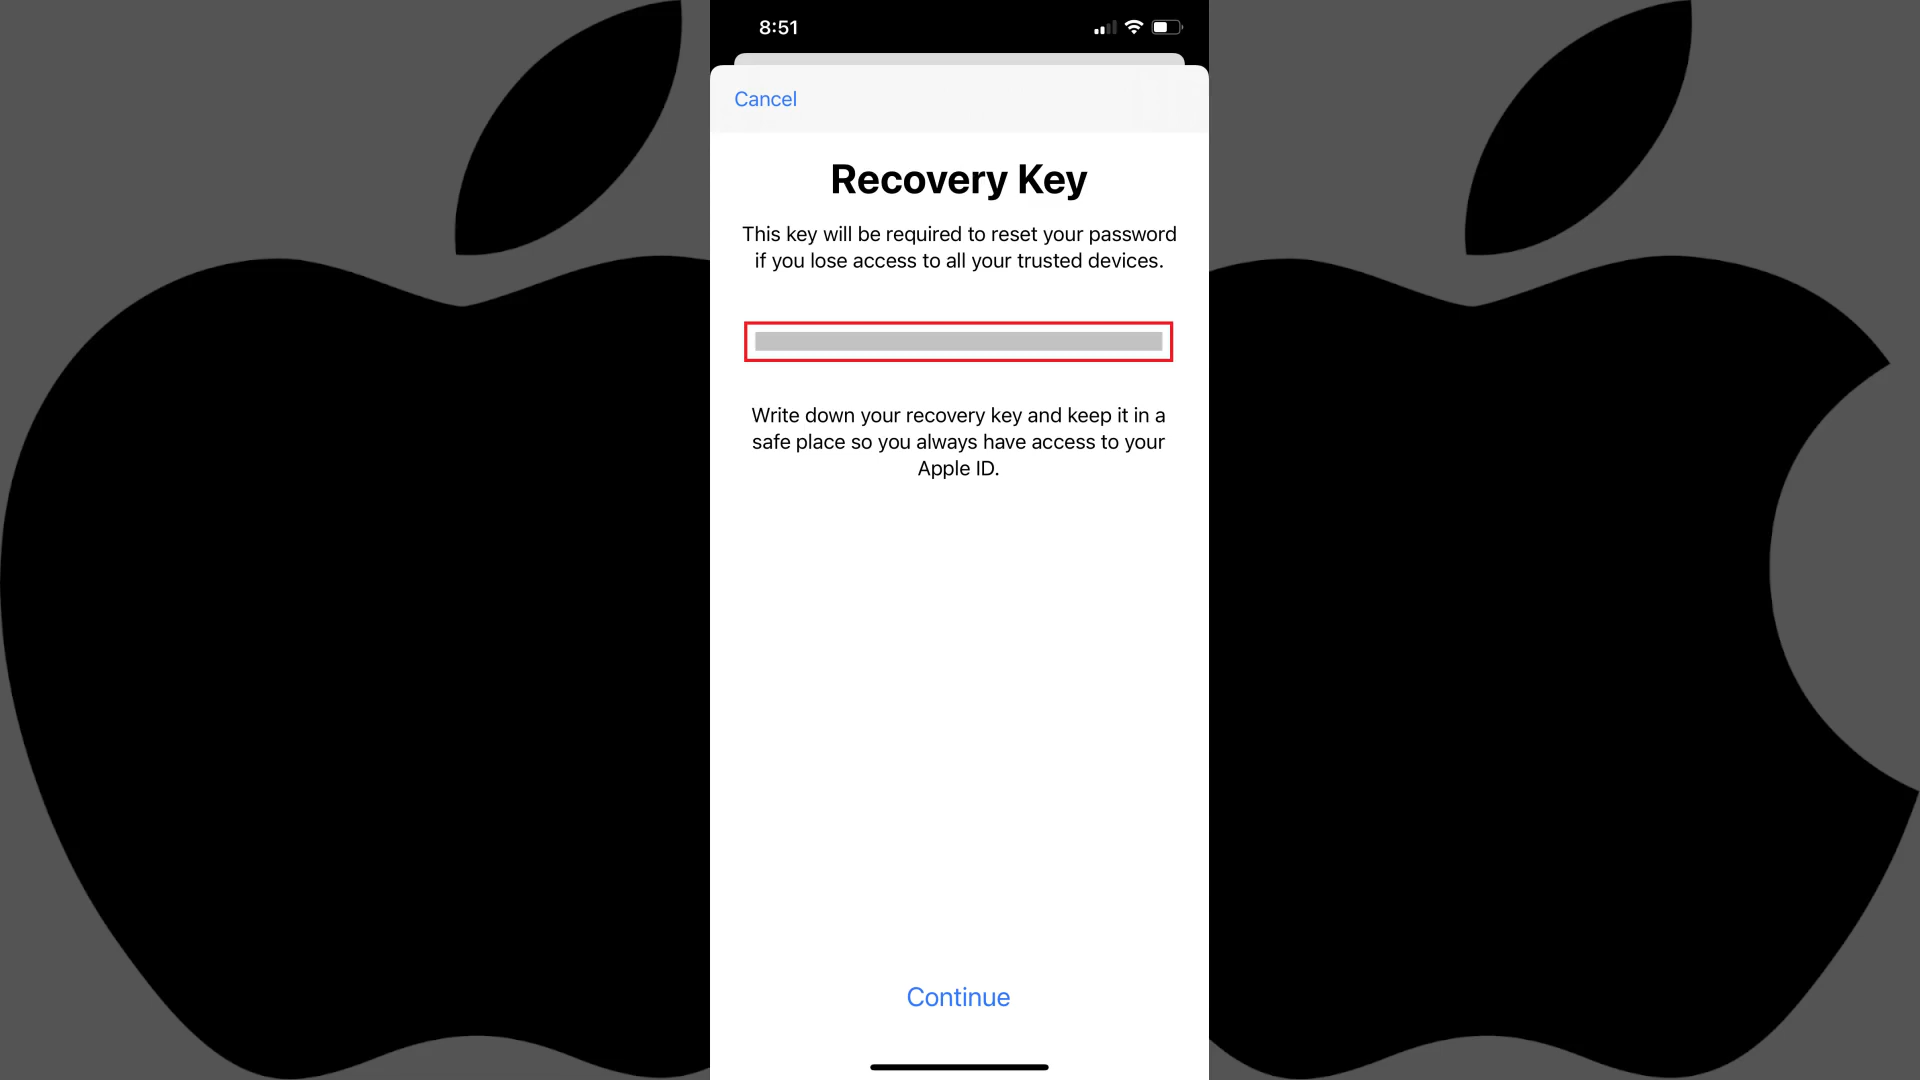 8:51
Cancel
Recovery Key
This key will be required to reset your password
if you lose access to all your trusted devices.
Write down your recovery key and keep it in a
safe place so you always have access to your
Apple ID.
Continue